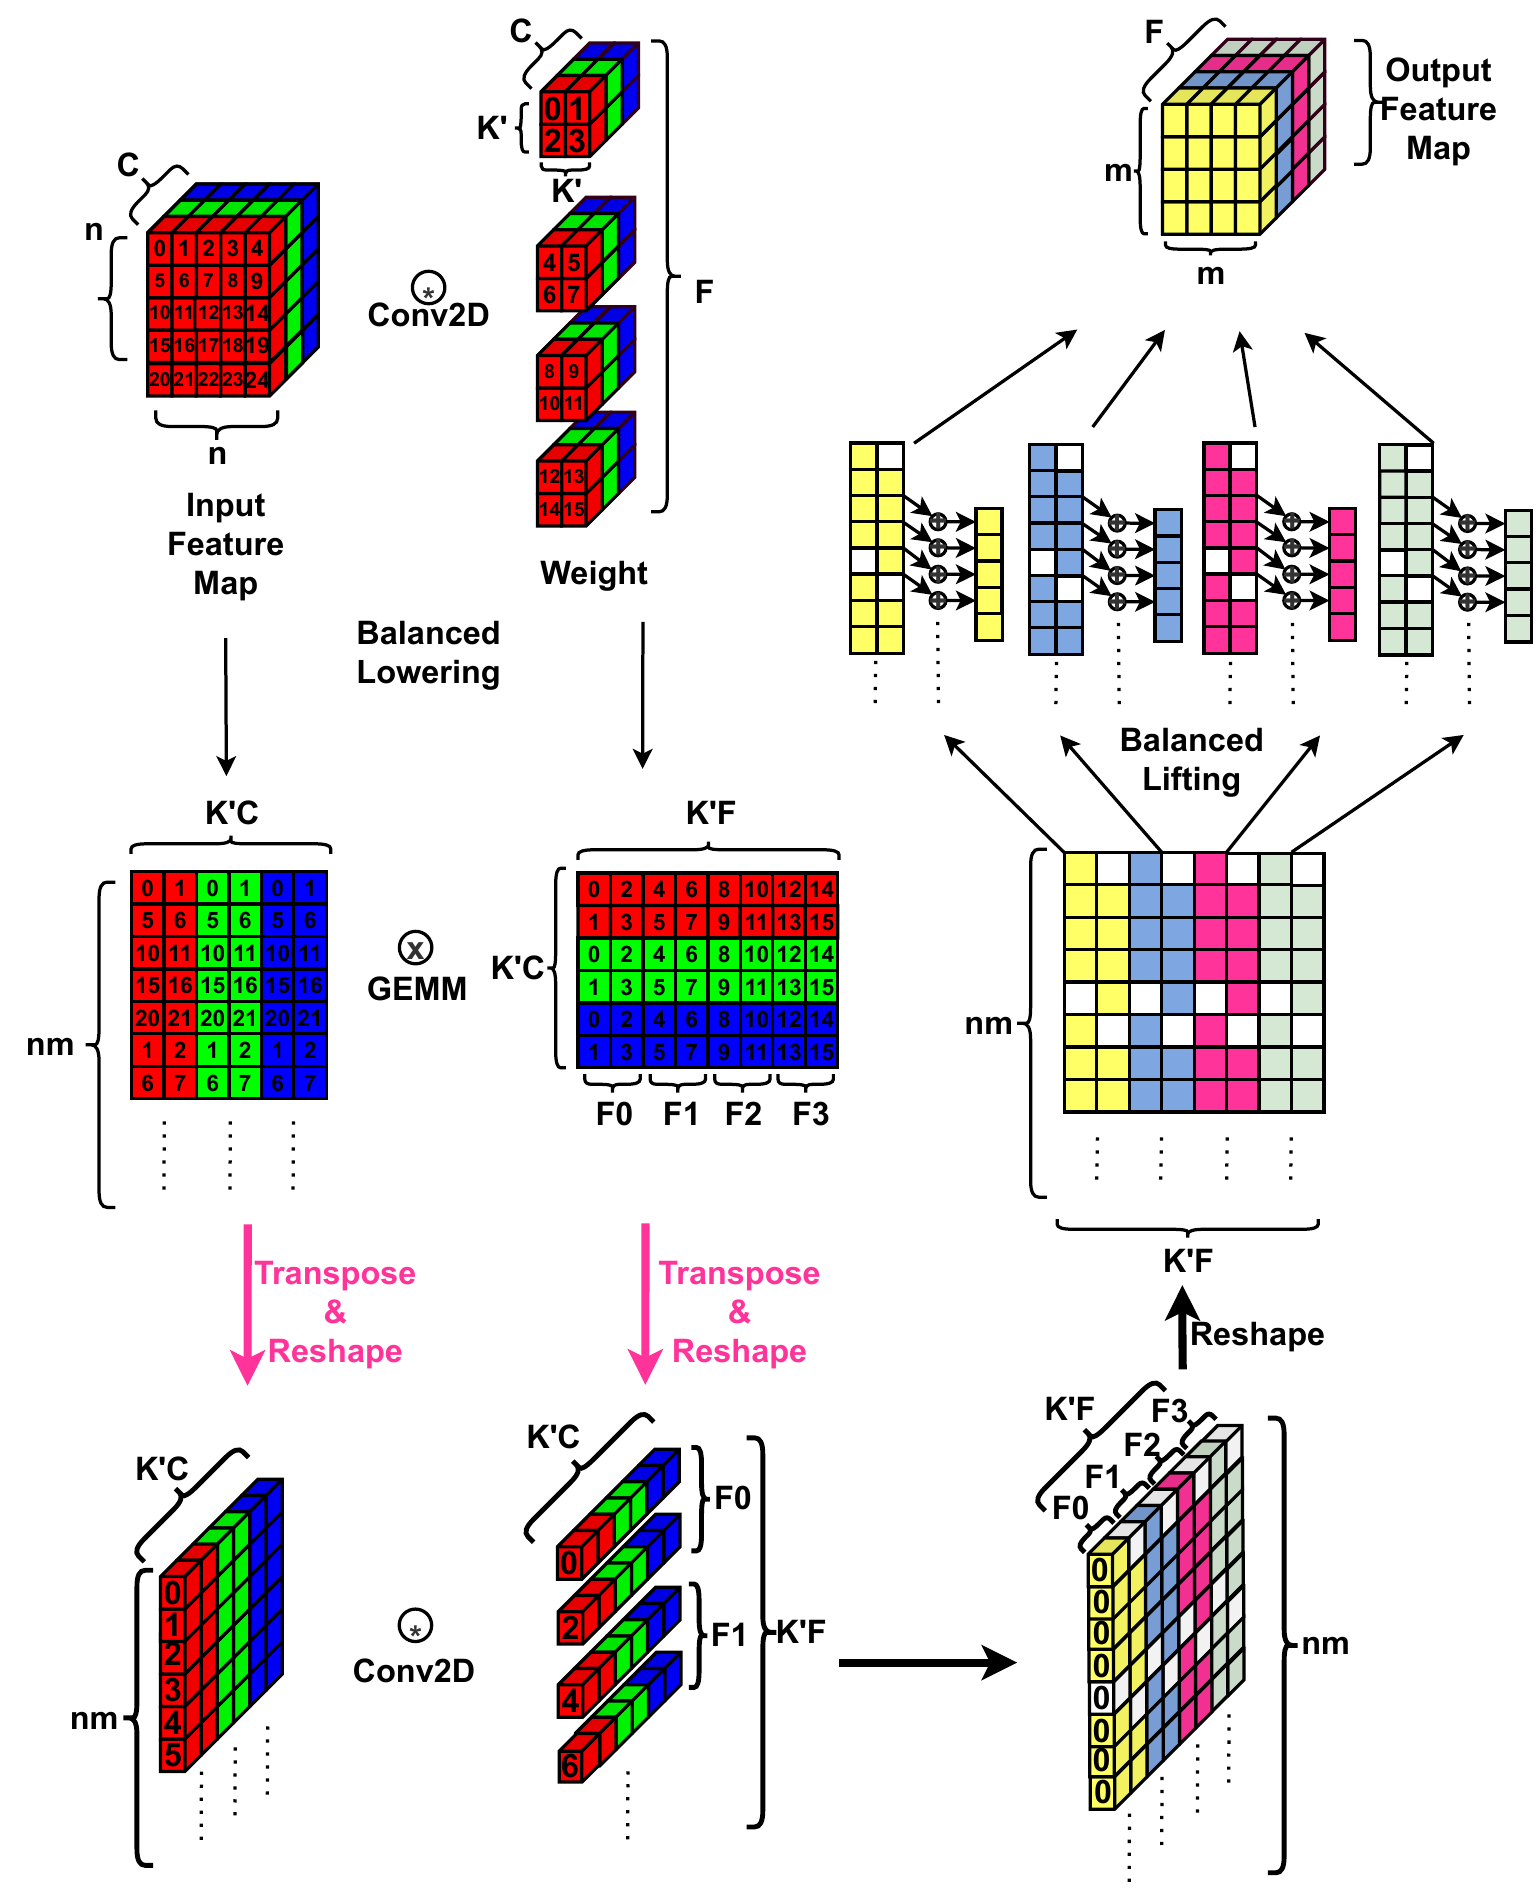 C
F
0 1
2 3
K'
K'
Output
Feature
Map
m
m
C
n
0 1 2 3 4
5 6 7 8 9
10 11 12 13 14
15 16 17 18 19
20 21 22 23 24
n
Input
Feature
Map
*
Conv2D
4 5
6 7
8 9
10 11
12 13
14 15
F
Weight
Balanced
Lowering
Balanced
Lifting
K'C
0 1 0 1 0 1
5 6 5 6 5 6
10 11 10 11 10 11
15 16 15 16 15 16
20 21 20 21 20 21
1 2 1 2 1 2
6 7 6 7 6 7
nm
x
GEMM
K'F
K'C
0 2 4 6 8 10 12 14
1 3 5 7 9 11 13 15
0 2 4 6 8 10 12 14
1 3 5 7 9 11 13 15
0 2 4 6 8 10 12 14
1 3 5 7 9 11 13 15
F0 F1 F2 F3
nm
K'F
Transpose
&
Reshape
Transpose
&
Reshape
Reshape
K'C
0
1
2
3
4
5
nm
*
Conv2D
K'C
0
2
4
6
F0
F1
K'F
K'F
F3
F2
F1
F0
0
0
0
0
0
0
0
0
nm